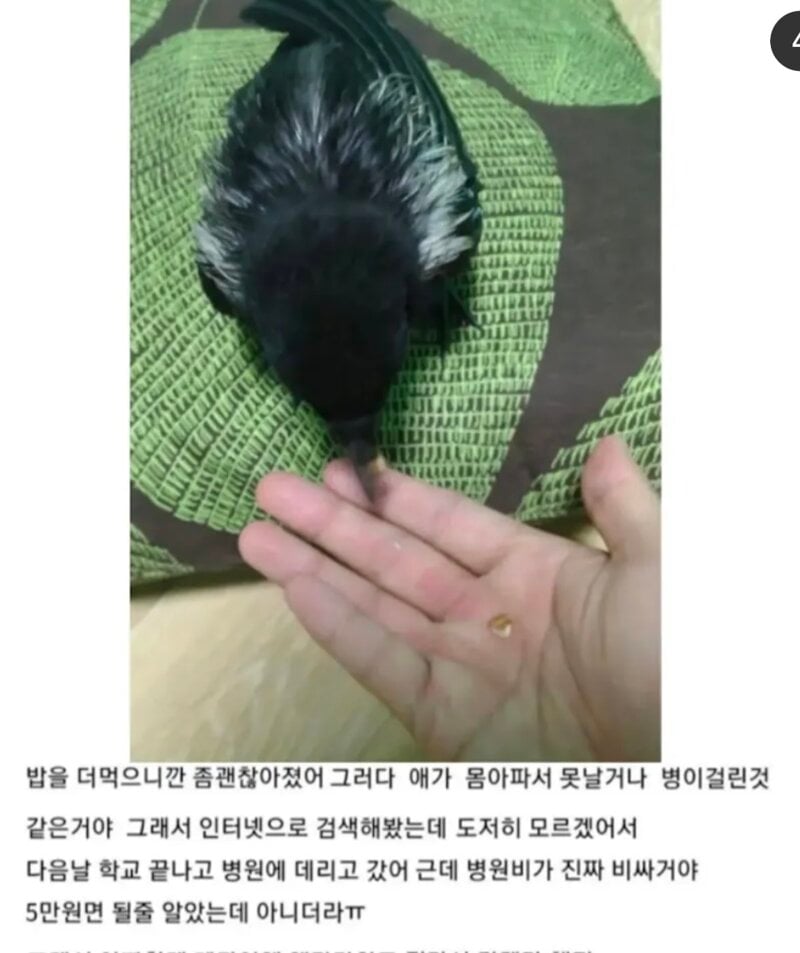 밥을 더먹으니깐 좀괜찮아졌어 그러다 애가 몸아파서 못날거나 병이걸린것
같은거야 그래서 인터넷으로 검색해봤는데 도저히 모르겠어서
다음날 학교 끝나고 병원에 데리고 갔어 근데 병원비가 진짜 비싸거야
5만원면 될줄 알았는데 아니더라ㅠ